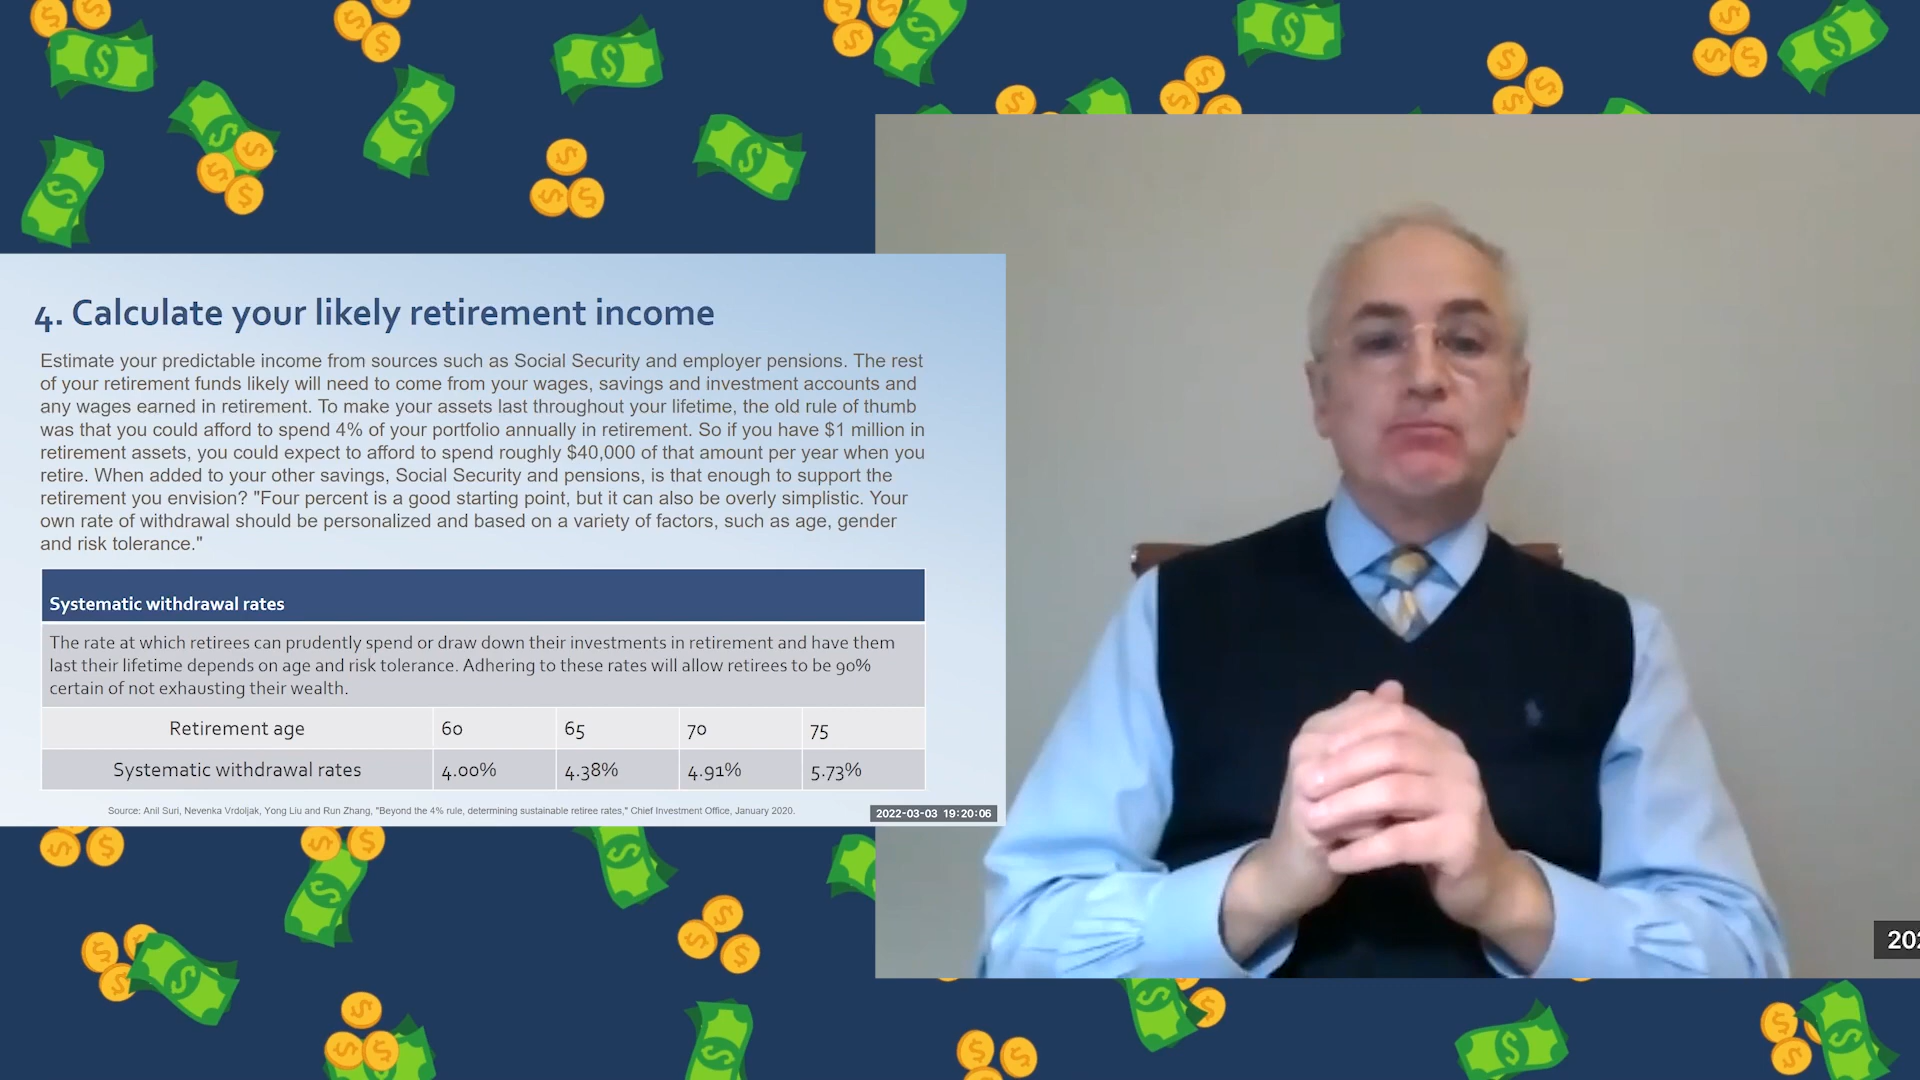 4. Calculate your likely retirement income
Estimate your predictable income from sources such as Social Security and employer pensions. The rest
of your retirement funds likely will need to come from your wages, savings and investment accounts and
any wages earned in retirement. To make your assets last throughout your lifetime, the old rule of thumb
was that you could afford to spend 4% of your portfolio annually in retirement. So if you have $1 million in
retirement assets, you could expect to afford to spend roughly $40,000 of that amount per year when you
retire. When added to your other savings, Social Security and pensions, is that enough to support the
retirement you envision? "Four percent is a good starting point, but it can also be overly simplistic. Your
own rate of withdrawal should be personalized and based on a variety of factors, such as age, gender
and risk tolerance."
Systematic withdrawal rates
The rate at which retirees can prudently spend or draw down their investments in retirement and have them
last their lifetime depends on age and risk tolerance. Adhering to these rates will allow retirees to be 90%
certain of not exhausting their wealth.
Retirement age 60 65 70 75
Systematic withdrawal rates 4.00% 4.38% 4.91% 5.73%
Source: Anil Suri, Nevenka Vrdoljak, Yong Liu and Run Zhang, "Beyond the 4% rule, determining sustainable retiree rates," Chief Investment Office, January 2020.
2022-03-03 19:20:06